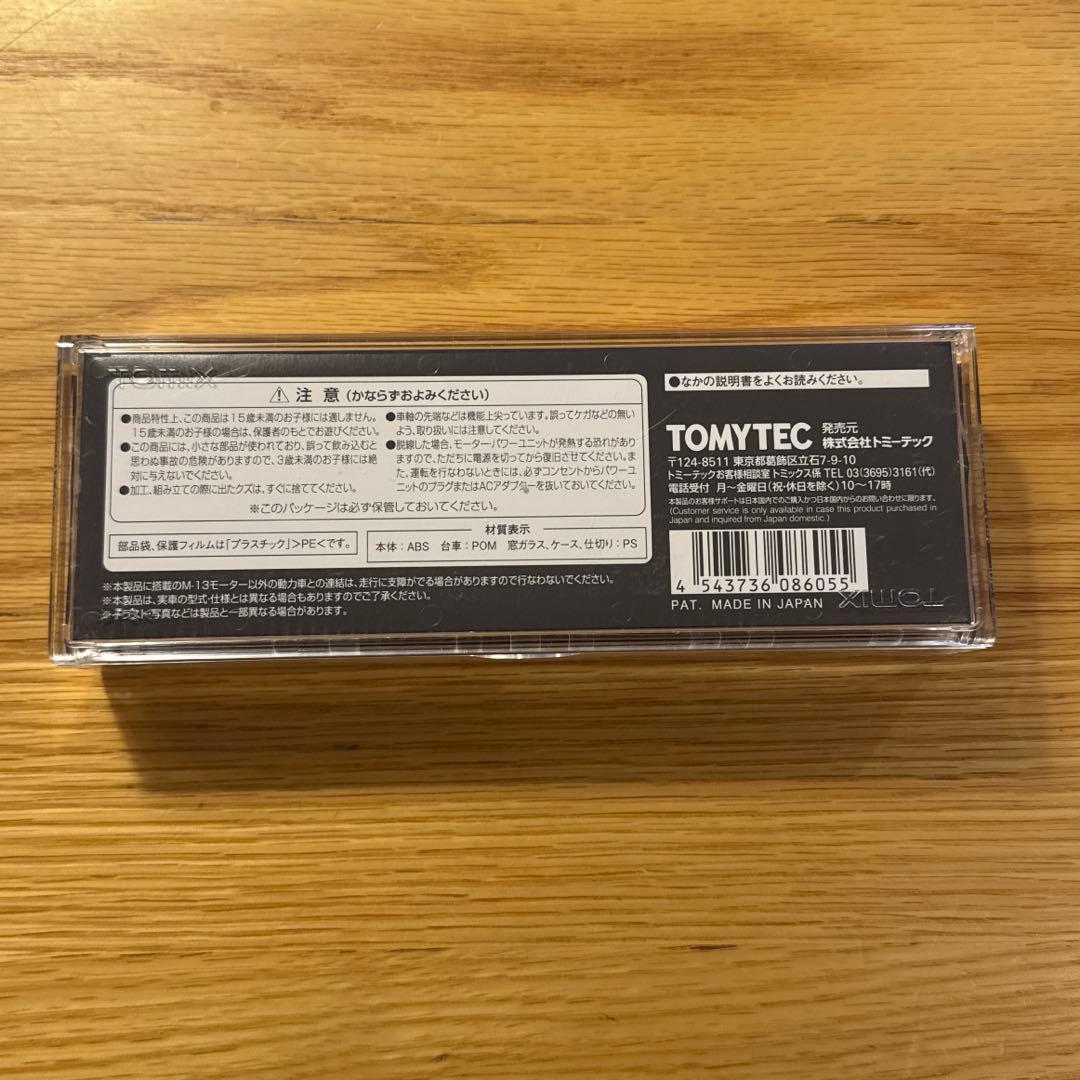 TOMIX
⚠ 注意 (かならずおよみください)
●商品特性上、この商品は15歳未満のお子様には適しません。
15歳未満のお子様の場合は、保護者のもとでお遊びください。
●この商品には、小さな部品が使われており、誤って飲み込むと
思わぬ事故の危険がありますので、3歳未満のお子様には絶
対に与えないでください。
●加工、組み立ての際に出たクズは、すぐに捨ててください。
●車軸の先端などは機能上尖っています。誤ってケガなどの無い
よう、取り扱いには注意してください。
●脱線した場合、モーター・パワーユニットが発熱する恐れがあり
ますので、ただちに電源を切ってから復旧させてください。ま
た、運転を行なわないときには、必ずコンセントからパワーユ
ニットのプラグまたはACアダプターを抜いておいてください。
※このパッケージは必ず保管しておいてください。
部品袋、保護フィルムは「プラスチック」>PE<です。
材質表示
本体:ABS 台車:POM 窓ガラス、ケース、仕切り:PS
※本製品に搭載のM-13モーター以外の動力車との連結は、走行に支障がでる場合がありますので行なわないでください。
※本製品は、実車の型式・仕様とは異なる場合もありますのでご了承ください。
※イラスト・写真などは製品と一部異なる場合があります。
●なかの説明書をよくお読みください。
TOMYTEC 発売元 株式会社トミーテック
〒124-8511 東京都葛飾区立石7-9-10
トミーテックお客様相談室 トミックス係 TEL 03(3695)3161(代)
電話受付 月〜金曜日(祝・休日を除く)10〜17時
本製品のお客様サポートは日本国内でのご購入かつ日本国内からのお問い合わせに限ります。
(Customer service is only available in case this product purchased in
Japan and inquired from Japan domestic.)
4 543736 086055
PAT. MADE IN JAPAN
TOMIX